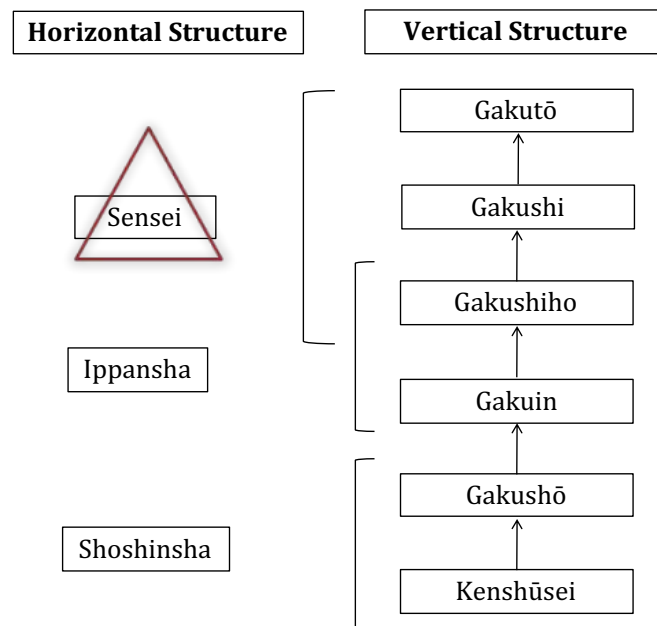 Horizontal Structure
Vertical Structure
Gakutō
Sensei
Gakushi
Gakushiho
Ippansha
Gakuin
Gakushō
Shoshinsha
Kenshūsei